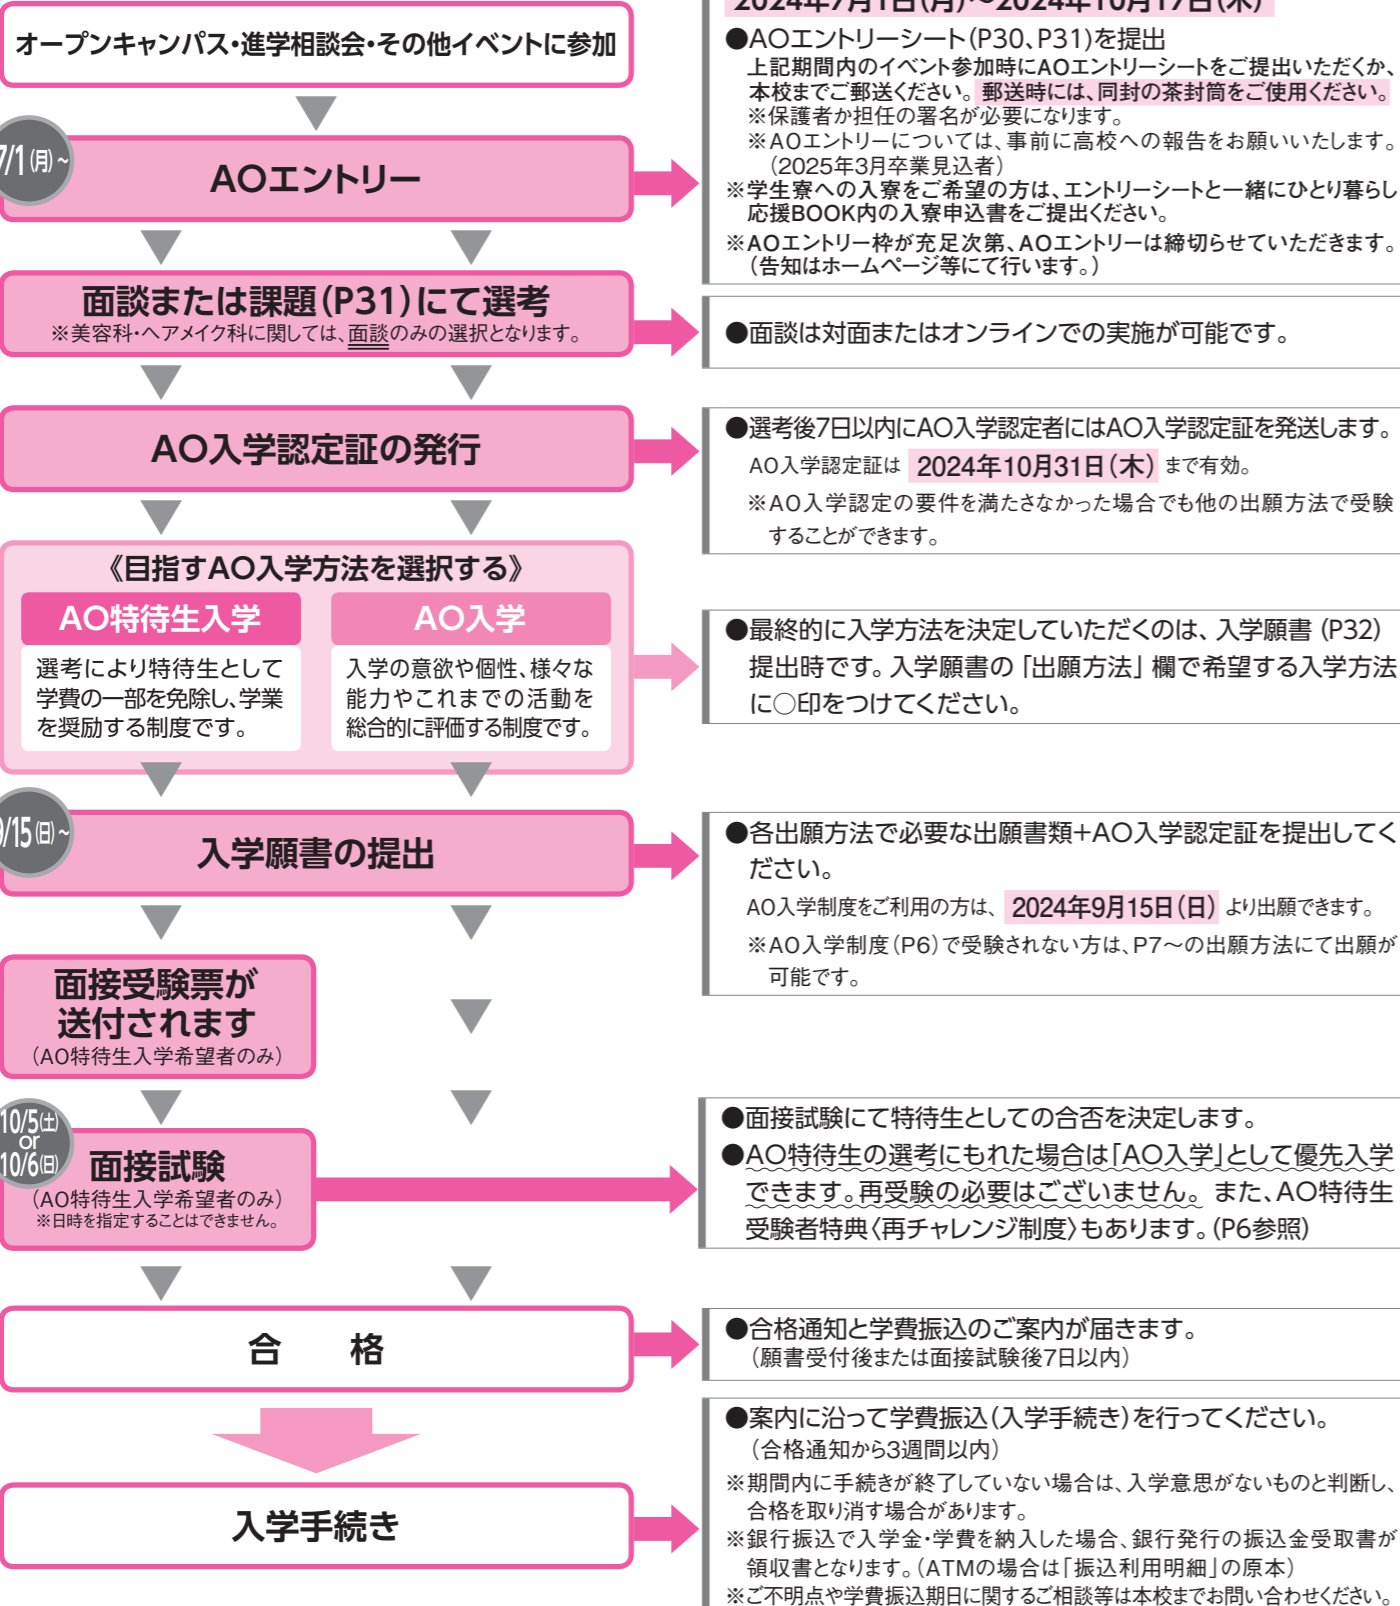 オープンキャンパス・進学相談会・その他イベントに参加
2024年7月1日(月)～2024年10月17日(木)
●AOエントリーシート(P30、P31)を提出
上記期間内のイベント参加時にAOエントリーシートをご提出いただくか、
本校までご郵送ください。郵送時には、同封の茶封筒をご使用ください。
※保護者か担任の署名が必要になります。
※AOエントリーについては、事前に高校への報告をお願いいたします。
(2025年3月卒業見込者)
※学生寮への入寮をご希望の方は、エントリーシートと一緒にひとり暮らし
応援BOOK内の入寮申込書をご提出ください。
※AOエントリー枠が充足次第、AOエントリーは締切らせていただきます。
(告知はホームページ等にて行います。)
7/1(月)～
AOエントリー
面談または課題(P31)にて選考
※美容科・ヘアメイク科に関しては、面談のみの選択となります。
●面談は対面またはオンラインでの実施が可能です。
AO入学認定証の発行
●選考後7日以内にAO入学認定者にはAO入学認定証を発送します。
AO入学認定証は 2024年10月31日(木) まで有効。
※AO入学認定の要件を満たさなかった場合でも他の出願方法で受験
することができます。
《目指すAO入学方法を選択する》
AO特待生入学
選考により特待生として
学費の一部を免除し、学業
を奨励する制度です。
AO入学
入学の意欲や個性、様々な
能力やこれまでの活動を
総合的に評価する制度です。
●最終的に入学方法を決定していただくのは、入学願書(P32)
提出時です。入学願書の「出願方法」欄で希望する入学方法
に○印をつけてください。
9/15(日)～
入学願書の提出
●各出願方法で必要な出願書類+AO入学認定証を提出してく
ださい。
AO入学制度をご利用の方は、2024年9月15日(日) より出願できます。
※AO入学制度(P6)で受験されない方は、P7～の出願方法にて出願が
可能です。
面接受験票が
送付されます
(AO特待生入学希望者のみ)
10/5(土)
or
10/6(日)
面接試験
(AO特待生入学希望者のみ)
※日時を指定することはできません。
●面接試験にて特待生としての合否を決定します。
●AO特待生の選考にもれた場合は「AO入学」として優先入学
できます。再受験の必要はございません。また、AO特待生
受験者特典〈再チャレンジ制度〉もあります。(P6参照)
合　格
●合格通知と学費振込のご案内が届きます。
(願書受付後または面接試験後7日以内)
入学手続き
●案内に沿って学費振込(入学手続き)を行ってください。
(合格通知から3週間以内)
※期間内に手続きが終了していない場合は、入学意思がないものと判断し、
合格を取り消す場合があります。
※銀行振込で入学金・学費を納入した場合、銀行発行の振込金受取書が
領収書となります。(ATMの場合は「振込利用明細」の原本)
※ご不明点や学費振込期日に関するご相談等は本校までお問い合わせください。